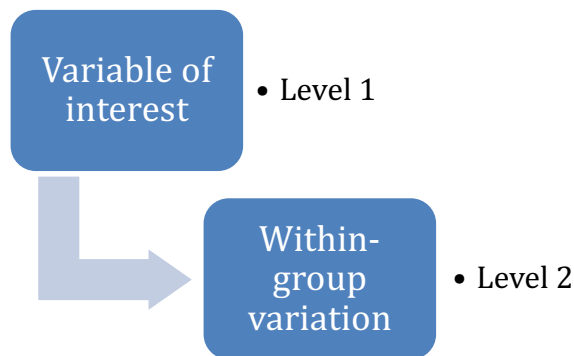 Variable of
interest
• Level 1
Within-
group
variation
• Level 2